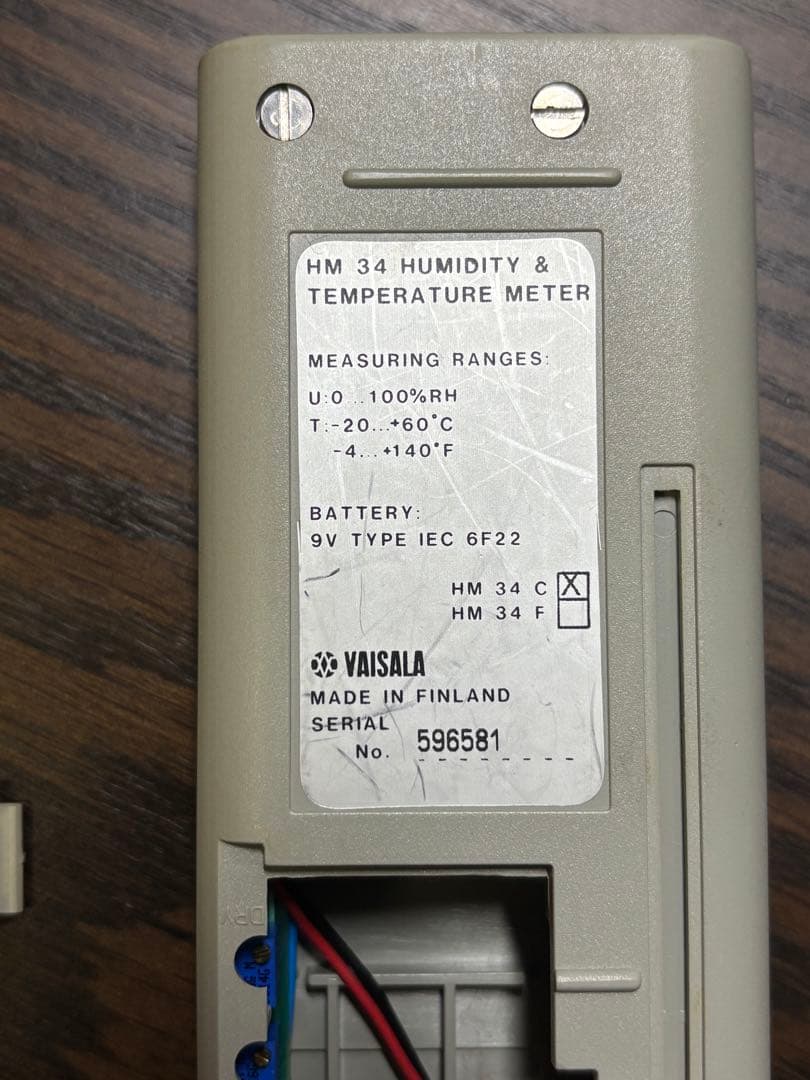 HM 34 HUMIDITY &
TEMPERATURE METER
MEASURING RANGES:
U:0...100%RH
T:-20...+60°C
-4...+140°F
BATTERY:
9V TYPE IEC 6F22
HM 34 C X
HM 34 F
VAISALA
MADE IN FINLAND
SERIAL
No. 596581
DRY